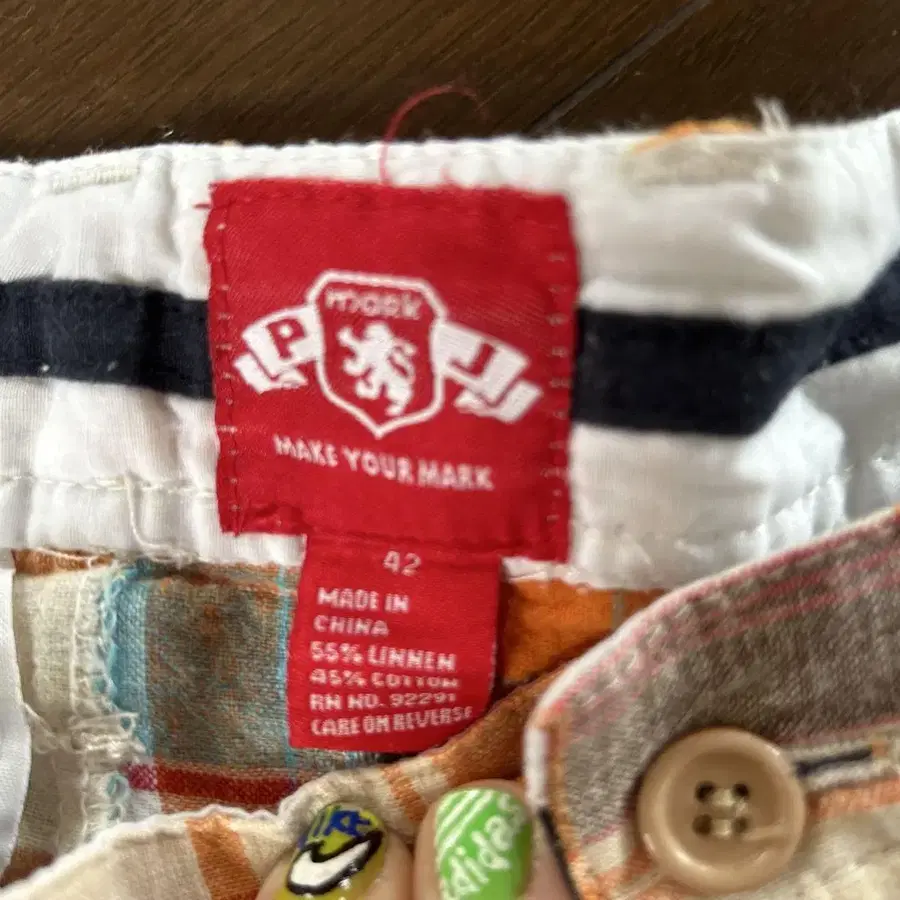 mark
P J
MAKE YOUR MARK
42
MADE IN
CHINA
55% LINNEN
45% COTTON
RN NO. 92291
CARE ON REVERSE
NIKE
adidas